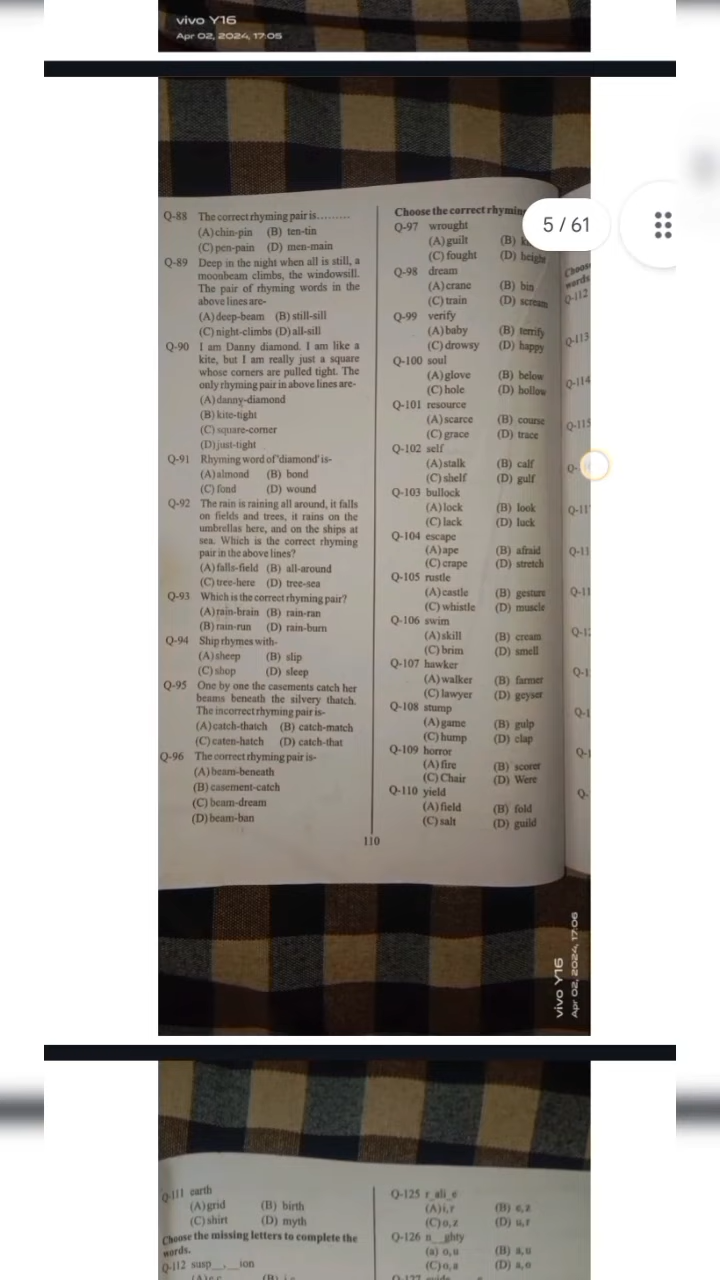 vivo Y16
Apr 02, 2024, 17:05
5 / 61
Q-88 The correct rhyming pair is.........
(A) chin-pin (B) ten-tin
(C) pen-pain (D) men-main
Q-89 Deep in the night when all is still, a
moonbeam climbs, the windowsill.
The pair of rhyming words in the
above lines are-
(A) deep-beam (B) still-sill
(C) night-climbs (D) all-sill
Q-90 I am Danny diamond. I am like a
kite, but I am really just a square
whose corners are pulled tight. The
only rhyming pair in above lines are-
(A) danny-diamond
(B) kite-tight
(C) square-corner
(D) just-tight
Q-91 Rhyming word of 'diamond' is-
(A) almond (B) bond
(C) fond (D) wound
Q-92 The rain is raining all around, it falls
on fields and trees, it rains on the
umbrellas here, and on the ships at
sea. Which is the correct rhyming
pair in the above lines?
(A) falls-field (B) all-around
(C) tree-here (D) tree-sea
Q-93 Which is the correct rhyming pair?
(A) rain-brain (B) rain-ran
(B) rain-run (D) rain-burn
Q-94 Ship rhymes with-
(A) sheep (B) slip
(C) shop (D) sleep
Q-95 One by one the casements catch her
beams beneath the silvery thatch.
The incorrect rhyming pair is-
(A) catch-thatch (B) catch-match
(C) caten-hatch (D) catch-that
Q-96 The correct rhyming pair is-
(A) beam-beneath
(B) casement-catch
(C) beam-dream
(D) beam-ban
Choose the correct rhyming
Q-97 wrought
(A) guilt (B)
(C) fought (D) height
Q-98 dream
(A) crane (B) bin
(C) train (D) scream
Q-99 verify
(A) baby (B) terrify
(C) drowsy (D) happy
Q-100 soul
(A) glove (B) below
(C) hole (D) hollow
Q-101 resource
(A) scarce (B) course
(C) grace (D) trace
Q-102 self
(A) stalk (B) calf
(C) shelf (D) gulf
Q-103 bullock
(A) lock (B) look
(C) lack (D) luck
Q-104 escape
(A) ape (B) afraid
(C) crape (D) stretch
Q-105 rustle
(A) castle (B) gesture
(C) whistle (D) muscle
Q-106 swim
(A) skill (B) cream
(C) brim (D) smell
Q-107 hawker
(A) walker (B) farmer
(C) lawyer (D) geyser
Q-108 stump
(A) game (B) gulp
(C) hump (D) clap
Q-109 horror
(A) fire (B) scorer
(C) Chair (D) Were
Q-110 yield
(A) field (B) fold
(C) salt (D) guild
110
Choose
words
Q-112
Q-113
Q-114
Q-115
vivo Y16
Apr 02, 2024, 17:06
Q-111 earth
(A) grid (B) birth
(C) shirt (D) myth
Choose the missing letters to complete the
words.
Q-112 susp__,__ion
Q-125 r_ali_e
(A) i,r (B) e,z
(C) o,z (D) u,r
Q-126 n__ghty
(a) o,u (B) a,u
(C) o,a (D) a,o